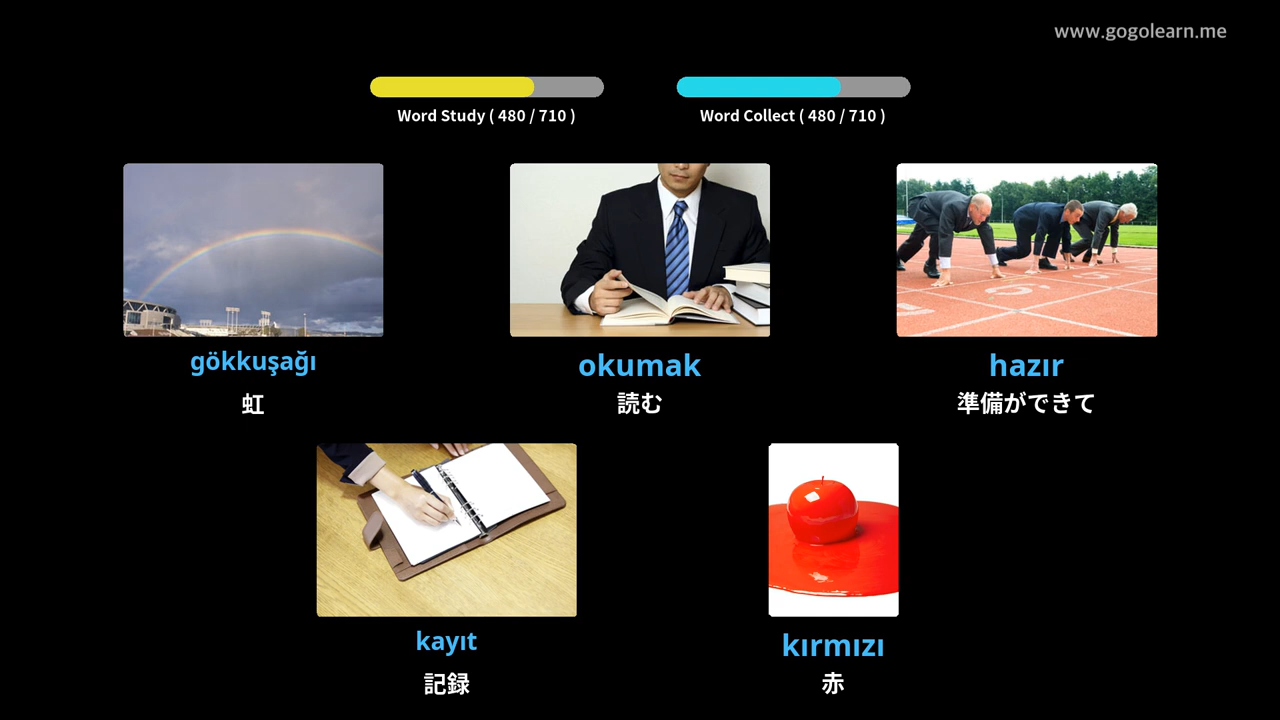 www.gogolearn.me
Word Study ( 480 / 710 )
Word Collect ( 480 / 710 )
gökkuşağı
虹
okumak
読む
hazır
準備ができて
kayıt
記録
kırmızı
赤